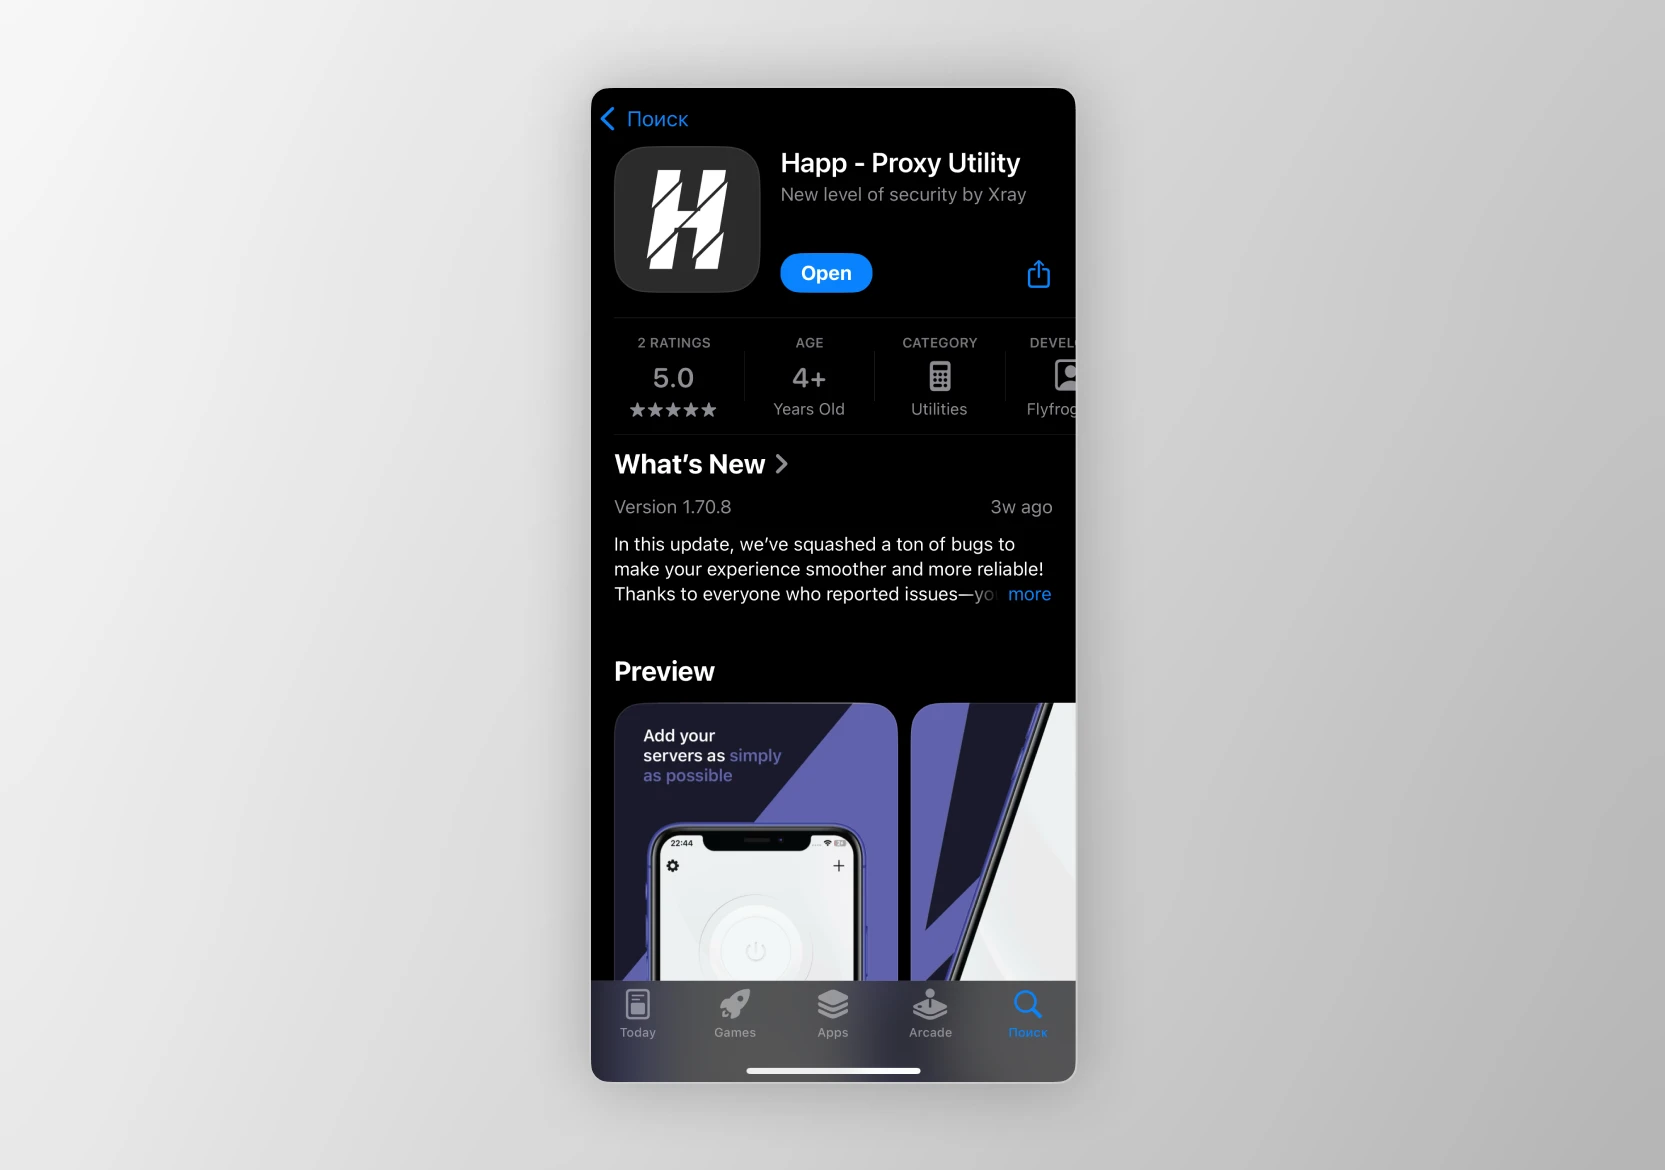 Поиск
Happ - Proxy Utility
New level of security by Xray
Open
2 RATINGS
5.0
AGE
4+
Years Old
CATEGORY
Utilities
DEVEL
Flyfrog
What's New
Version 1.70.8
3w ago
In this update, we've squashed a ton of bugs to
make your experience smoother and more reliable!
Thanks to everyone who reported issues—yo more
Preview
Add your
servers as simply
as possible
22:44
Today
Games
Apps
Arcade
Поиск